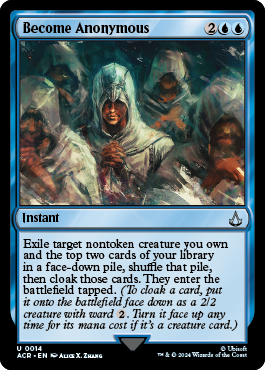 Become Anonymous 2
Instant
Exile target nontoken creature you own
and the top two cards of your library
in a face-down pile, shuffle that pile,
then cloak those cards. They enter the
battlefield tapped. (To cloak a card, put
it onto the battlefield face down as a 2/2
creature with ward 2. Turn it face up any
time for its mana cost if it's a creature card.)
U 0014
ACR • EN Alice X. Zhang
© Ubisoft
™ & © 2024 Wizards of the Coast